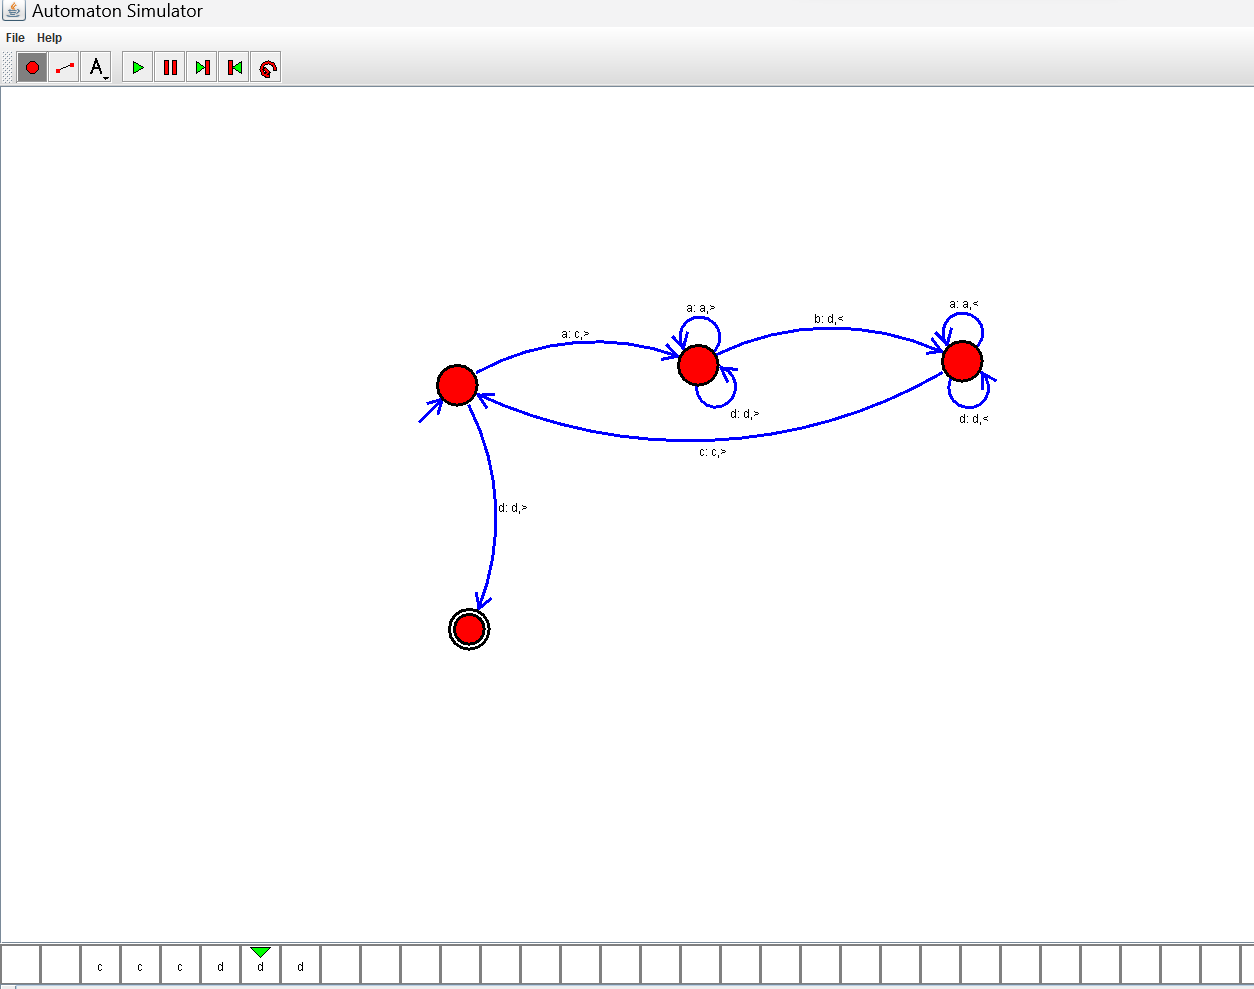 Automaton Simulator
File Help
A
a: a,>
a: a,<
b: d,<
a: c,>
d: d,>
d: d,<
c: c,>
d: d,>
c c c d d d